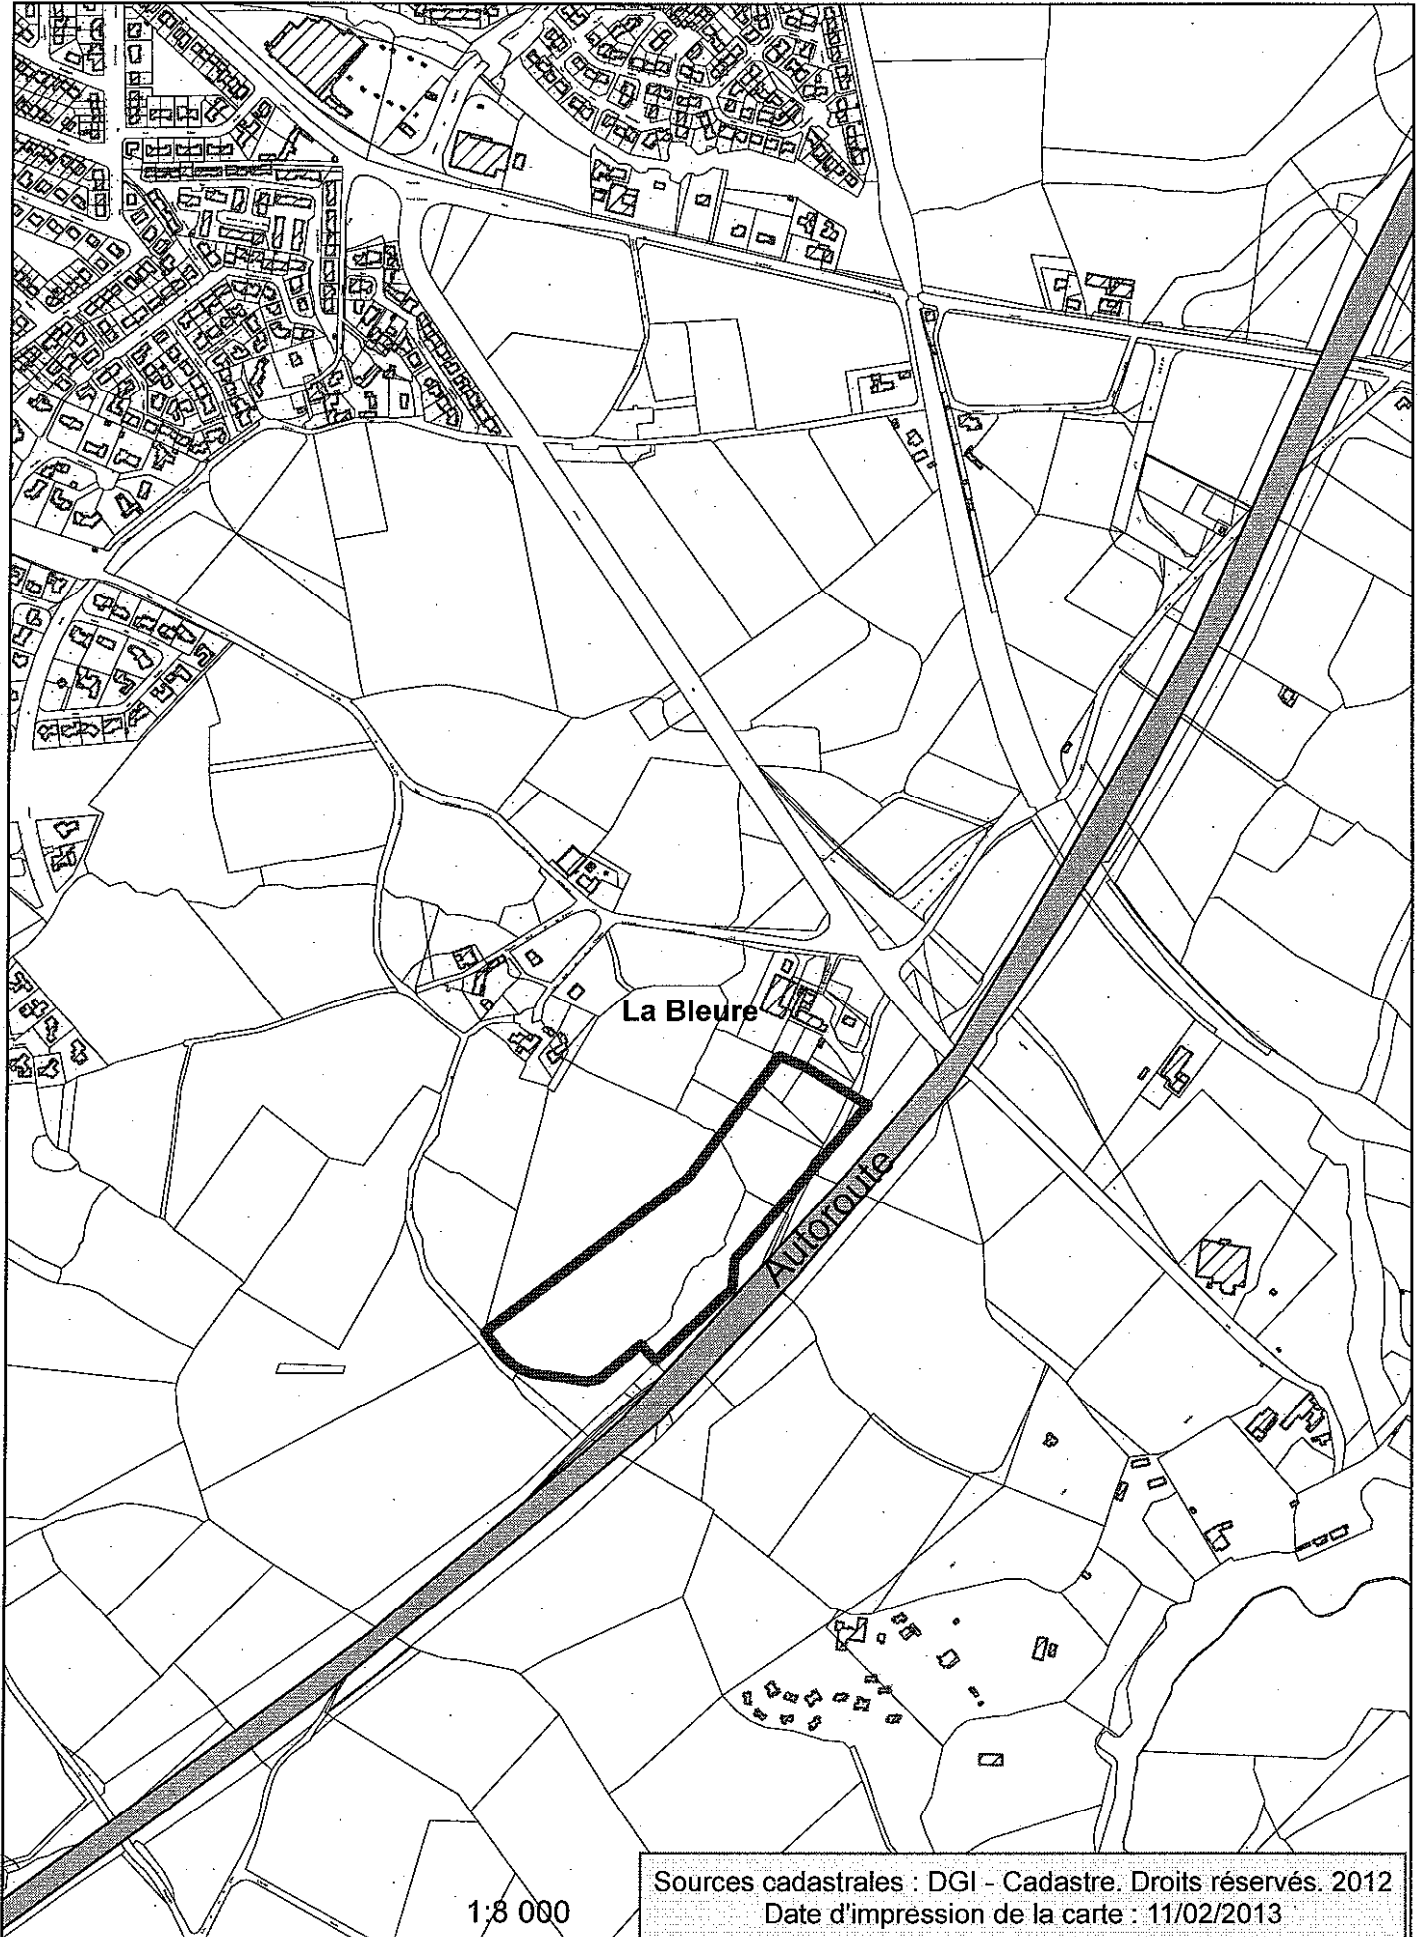 La Bleure
Autoroute
1:8 000
Sources cadastrales : DGI - Cadastre. Droits réservés. 2012
Date d'impression de la carte : 11/02/2013